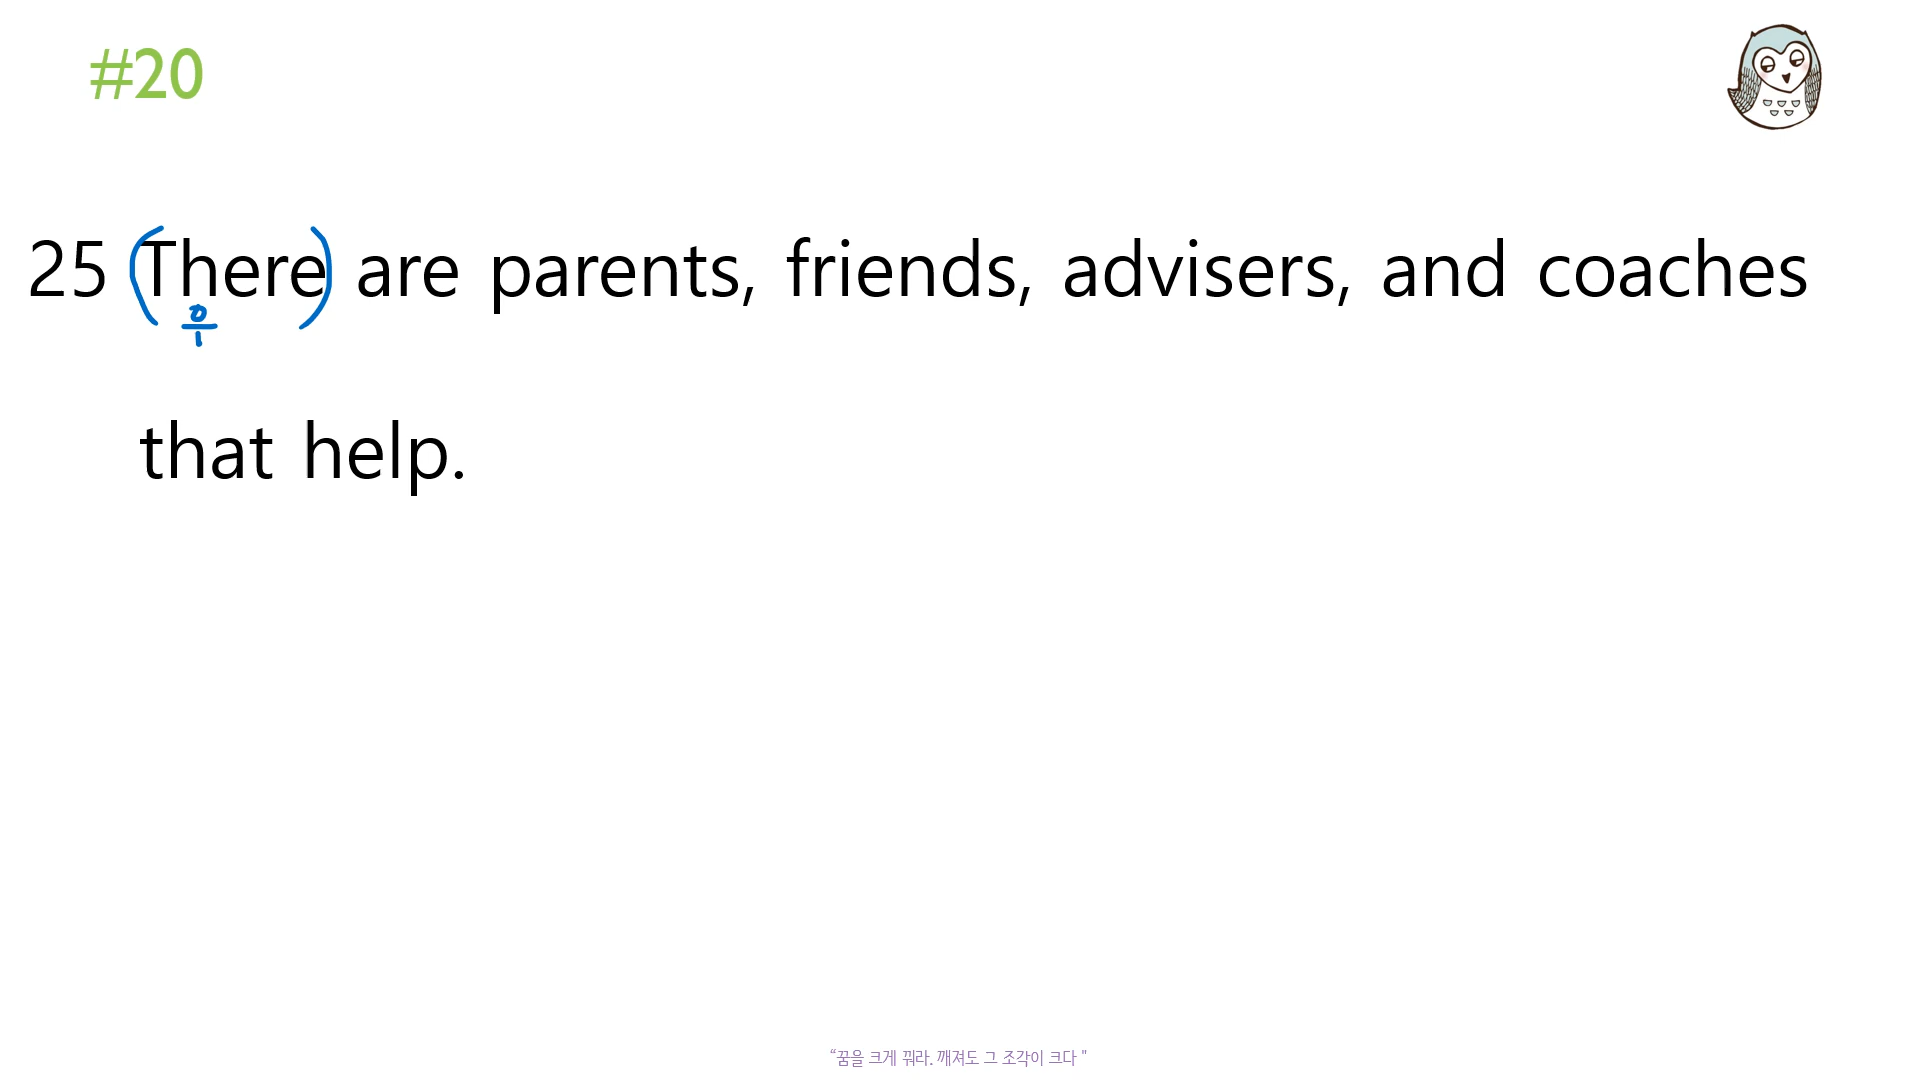 #20
25 There are parents, friends, advisers, and coaches
우
that help.
“꿈을 크게 꿔라. 깨져도 그 조각이 크다 "